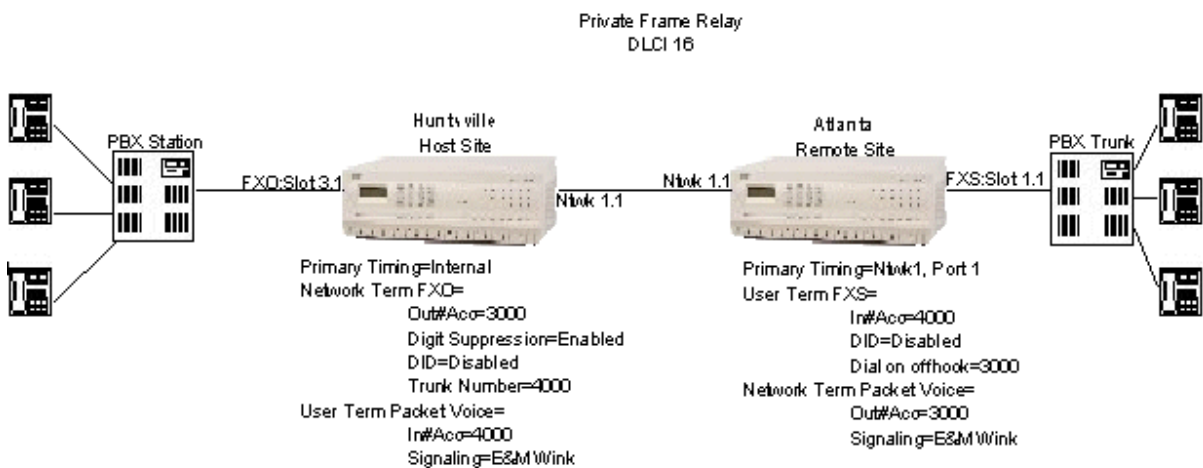 Private Frame Relay
DLCI 16
Huntsville
Host Site
Atlanta
Remote Site
PBX Station
PBX Trunk
FXO:Slot 3.1
Ntwk 1.1
Ntwk 1.1
FXS:Slot 1.1
Primary Timing=Internal
Network Term FXO=
Out#Acc=3000
Digit Suppression=Enabled
DID=Disabled
Trunk Number=4000
User Term Packet Voice=
In#Acc=4000
Signaling=E&M Wink
Primary Timing=Ntwk1, Port 1
User Term FXS=
In#Acc=4000
DID=Disabled
Dial on offhook=3000
Network Term Packet Voice=
Out#Acc=3000
Signaling=E&M Wink